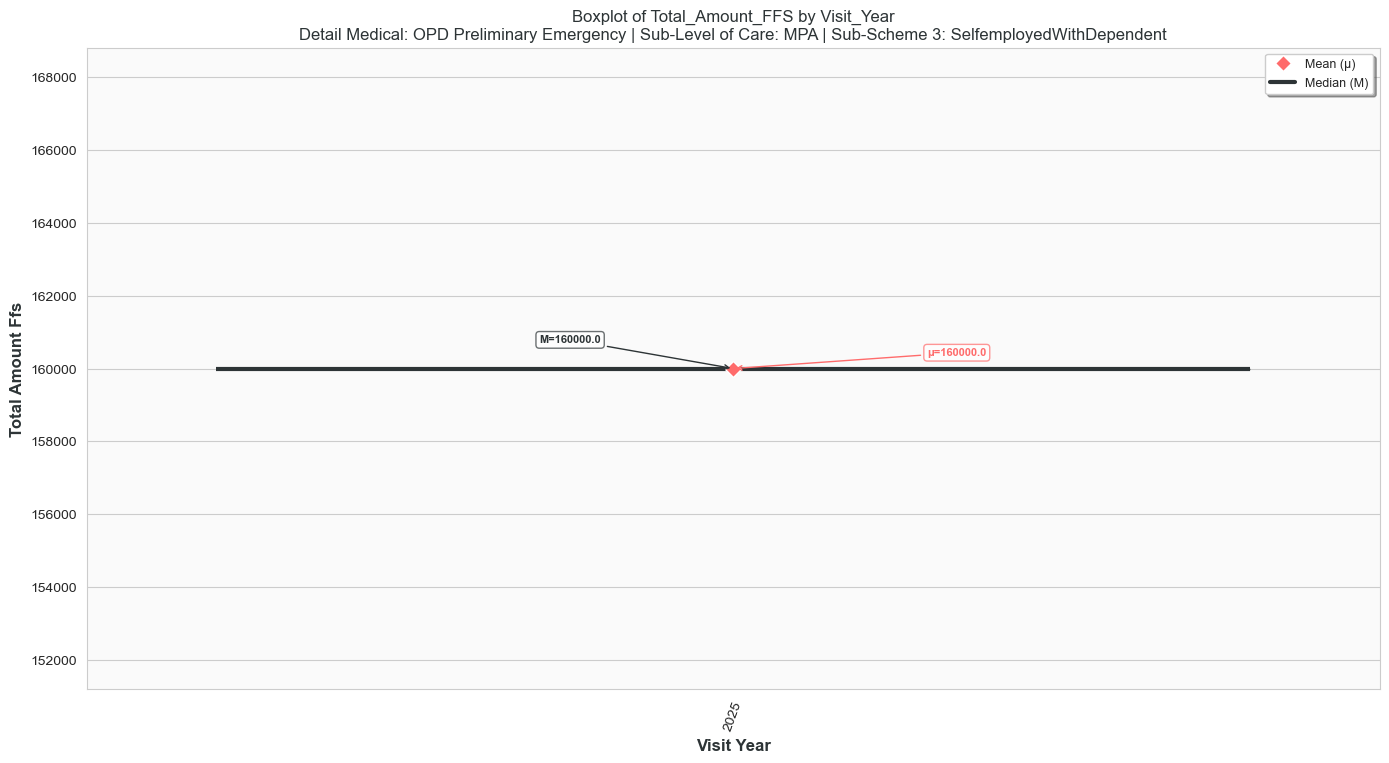 Boxplot of Total_Amount_FFS by Visit_Year
Detail Medical: OPD Preliminary Emergency | Sub-Level of Care: MPA | Sub-Scheme 3: SelfemployedWithDependent
Mean (μ)
Median (M)
168000
166000
164000
162000
160000
158000
156000
154000
152000
Total Amount Ffs
M=160000.0
μ=160000.0
2025
Visit Year